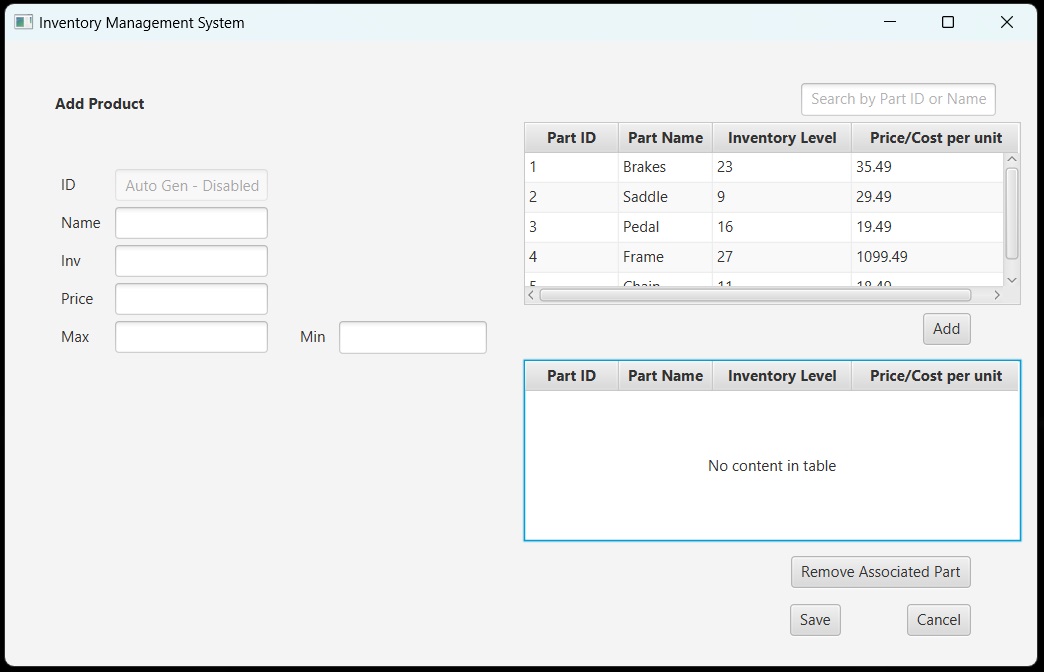 Inventory Management System
Add Product
Search by Part ID or Name
ID Auto Gen - Disabled
Name
Inv
Price
Max Min
Part ID Part Name Inventory Level Price/Cost per unit
1 Brakes 23 35.49
2 Saddle 9 29.49
3 Pedal 16 19.49
4 Frame 27 1099.49
5 Chain 11 18.49
Add
Part ID Part Name Inventory Level Price/Cost per unit
No content in table
Remove Associated Part
Save Cancel